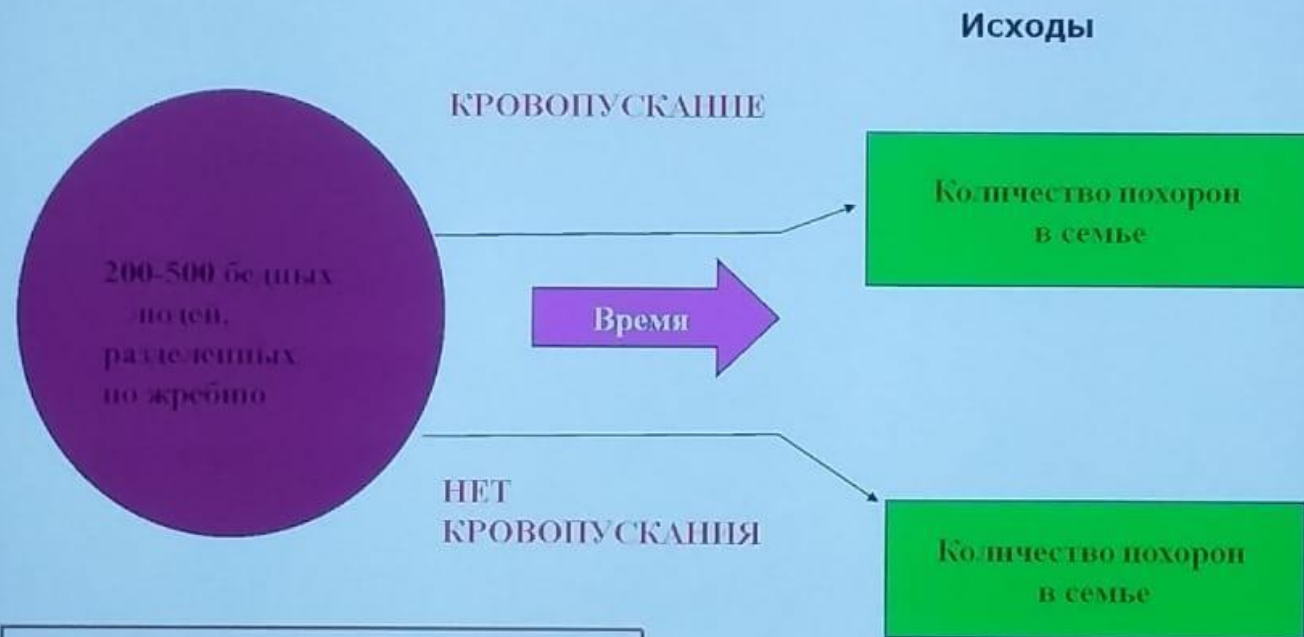 Исходы
КРОВОПУСКАНИЕ
Количество похорон
в семье
200-500 бедных
людей,
разделенных
по жребию
Время
НЕТ
КРОВОПУСКАНИЯ
Количество похорон
в семье